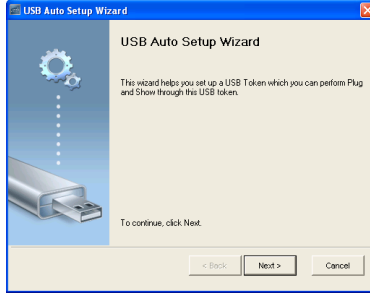 USB Auto Setup Wizard
USB Auto Setup Wizard
This wizard helps you set up a USB Token which you can perform Plug
and Show through this USB token.
To continue, click Next.
< Back
Next >
Cancel